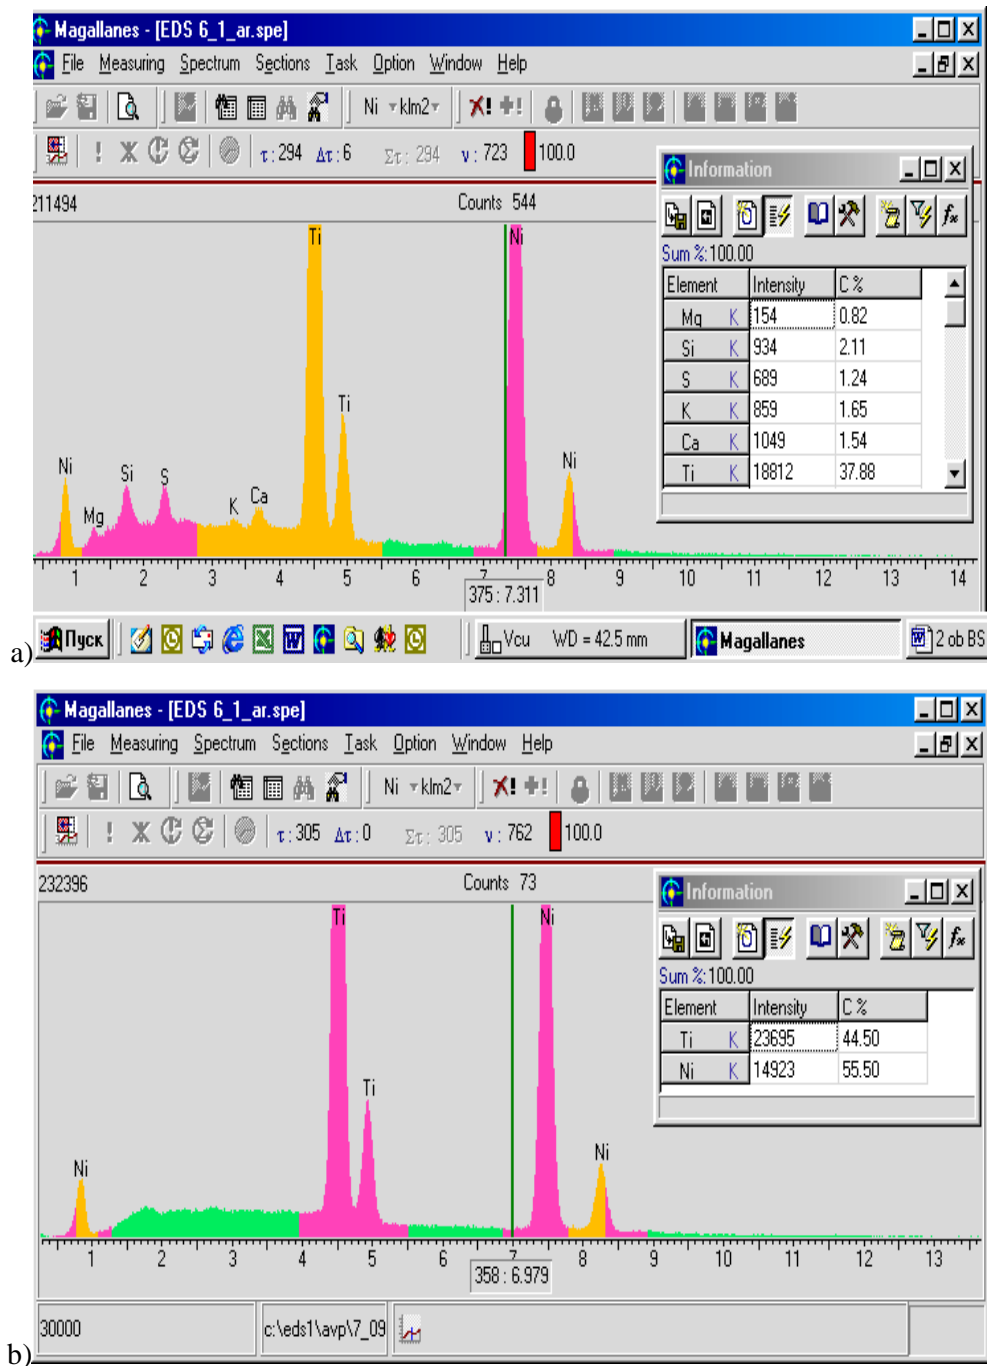 Magallanes - [EDS 6_1_ar.spe]
File Measuring Spectrum Sections Task Option Window Help
Ni klm2
τ: 294 Δτ: 6 Στ: 294 ν: 723 100.0
211494 Counts 544
Information
Sum %: 100.00
Element Intensity C %
Mg K 154 0.82
Si K 934 2.11
S K 689 1.24
K K 859 1.65
Ca K 1049 1.54
Ti K 18812 37.88
Ti Ni
Ti
Ni Mg Si S K Ca Ni
1 2 3 4 5 6 7 8 9 10 11 12 13 14
375 : 7.311
a) Пуск Vcu WD = 42.5 mm Magallanes 2 ob BS
Magallanes - [EDS 6_1_ar.spe]
File Measuring Spectrum Sections Task Option Window Help
Ni klm2
τ: 305 Δτ: 0 Στ: 305 ν: 762 100.0
232396 Counts 73
Information
Sum %: 100.00
Element Intensity C %
Ti K 23695 44.50
Ni K 14923 55.50
Ti Ni
Ti
Ni Ni
1 2 3 4 5 6 7 8 9 10 11 12 13
358 : 6.979
30000 c:\eds1\avp\7_09
b)